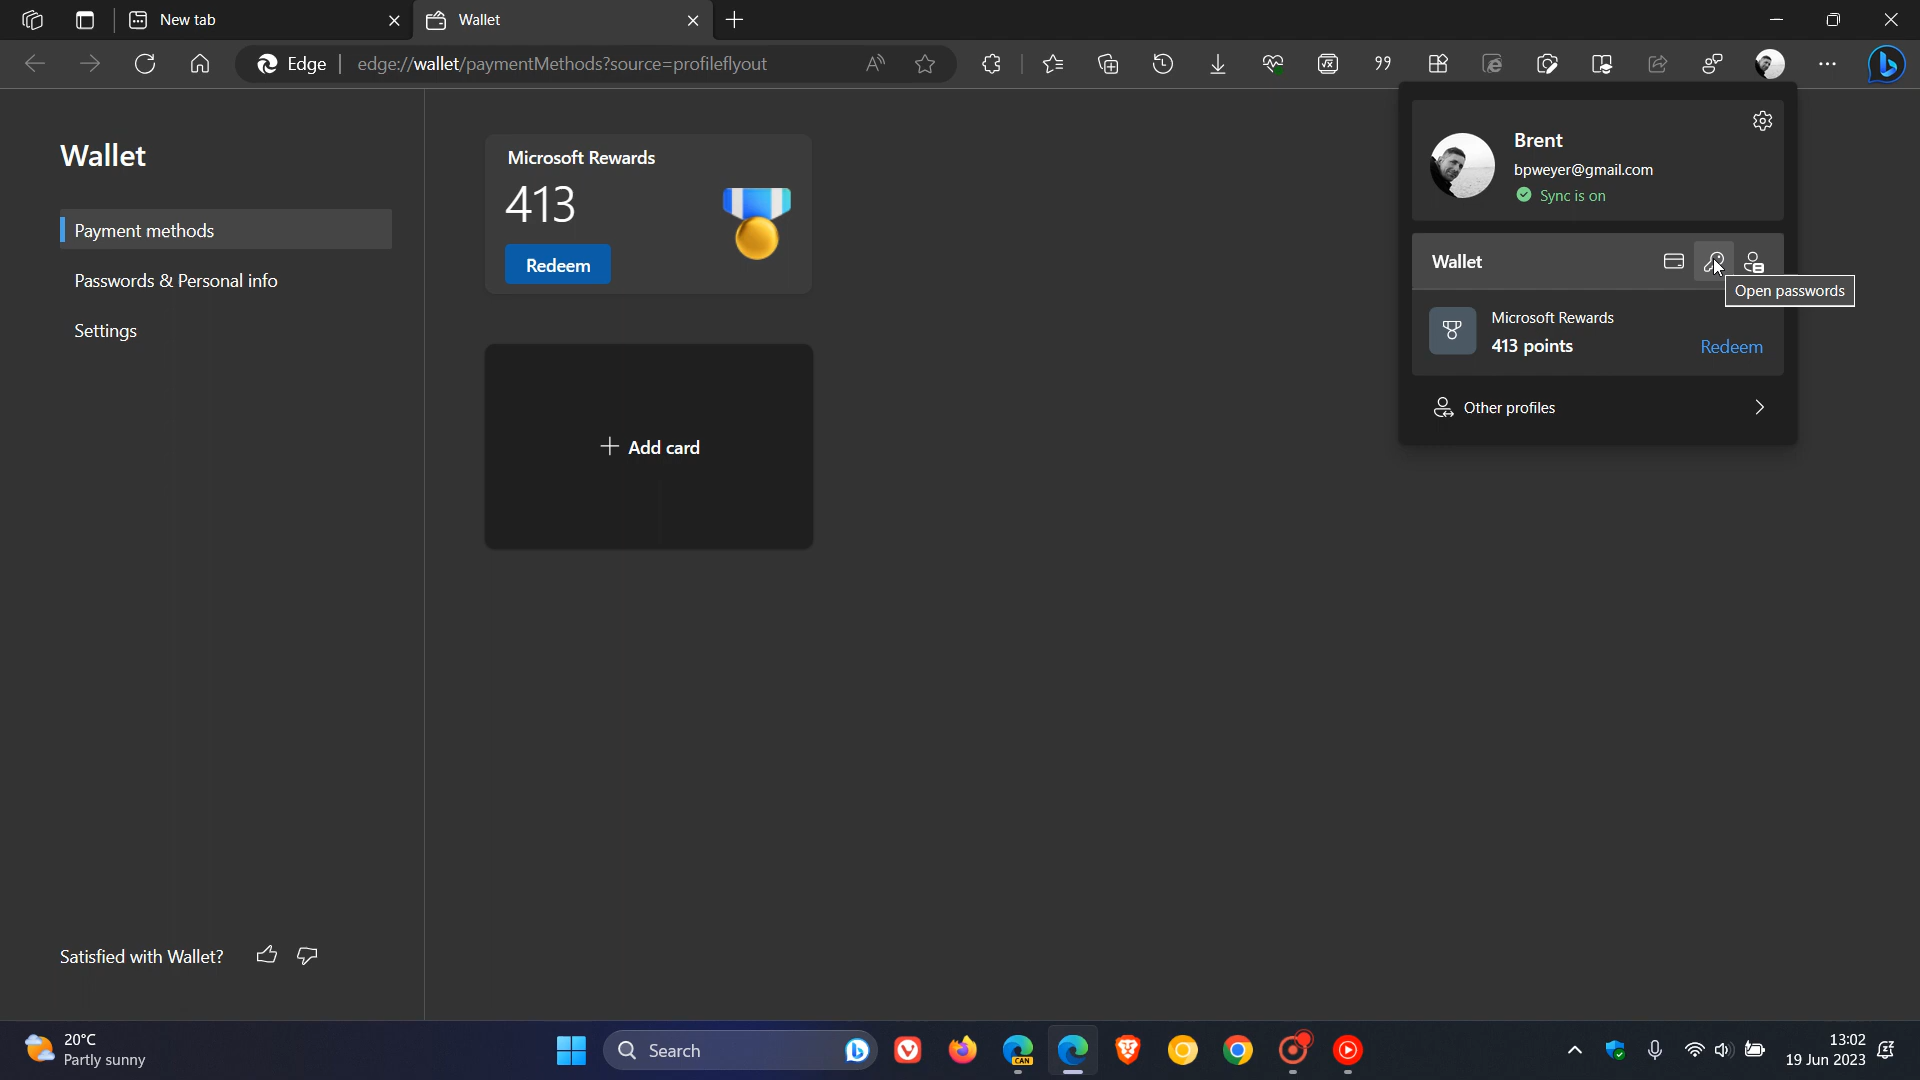 New tab
Wallet
Edge
edge://wallet/paymentMethods?source=profileflyout
Wallet
Payment methods
Passwords & Personal info
Settings
Microsoft Rewards
413
Redeem
+ Add card
Brent
bpweyer@gmail.com
Sync is on
Wallet
Open passwords
Microsoft Rewards
413 points
Redeem
Other profiles
Satisfied with Wallet?
20°C
Partly sunny
Search
CAN
13:02
19 Jun 2023